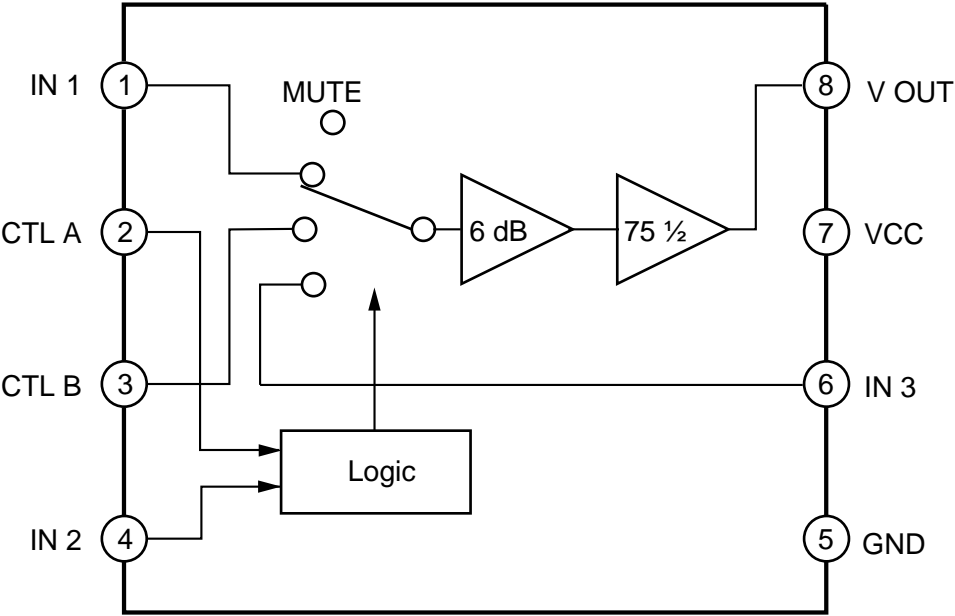 IN 1
1
MUTE
8
V OUT
CTL A
2
6 dB
75 ½
7
VCC
CTL B
3
6
IN 3
Logic
IN 2
4
5
GND